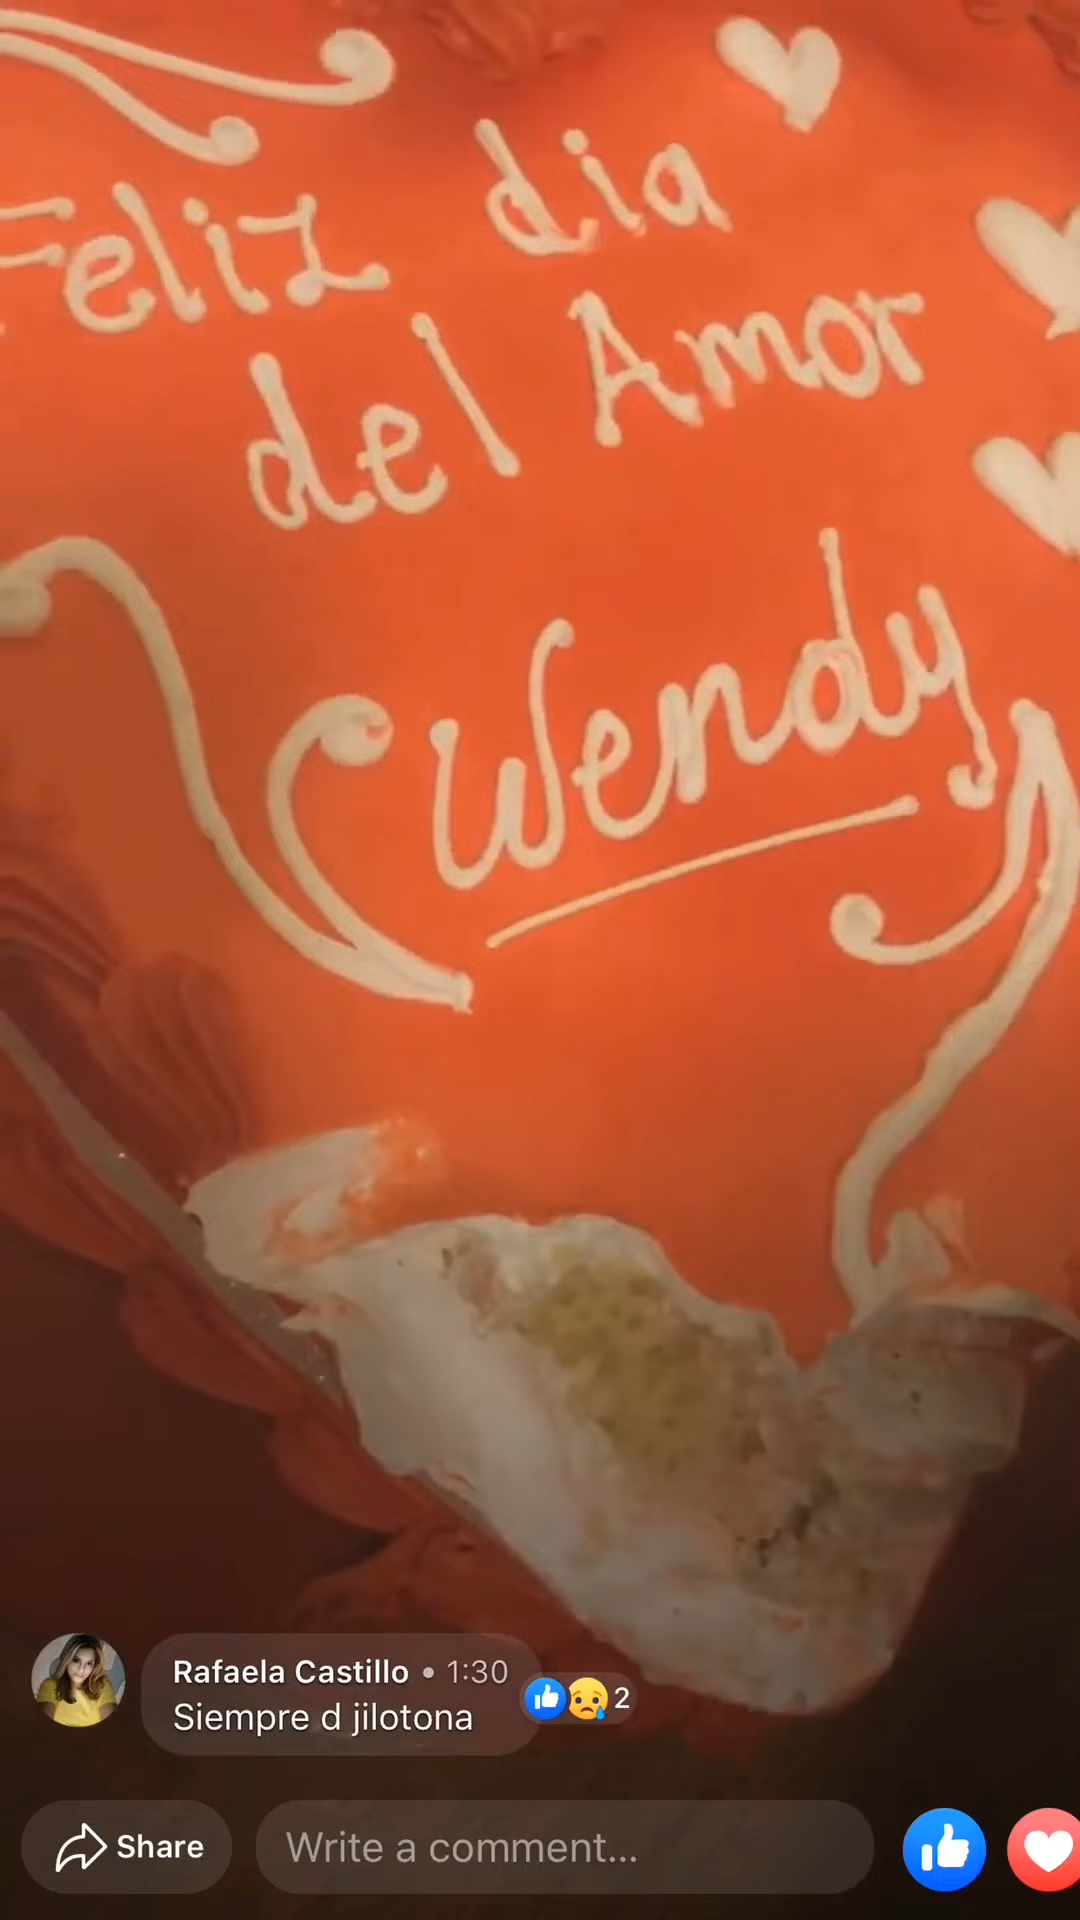 Feliz dia
del Amor
Wendy
Rafaela Castillo • 1:30
Siempre d jilotona
2
Share
Write a comment...